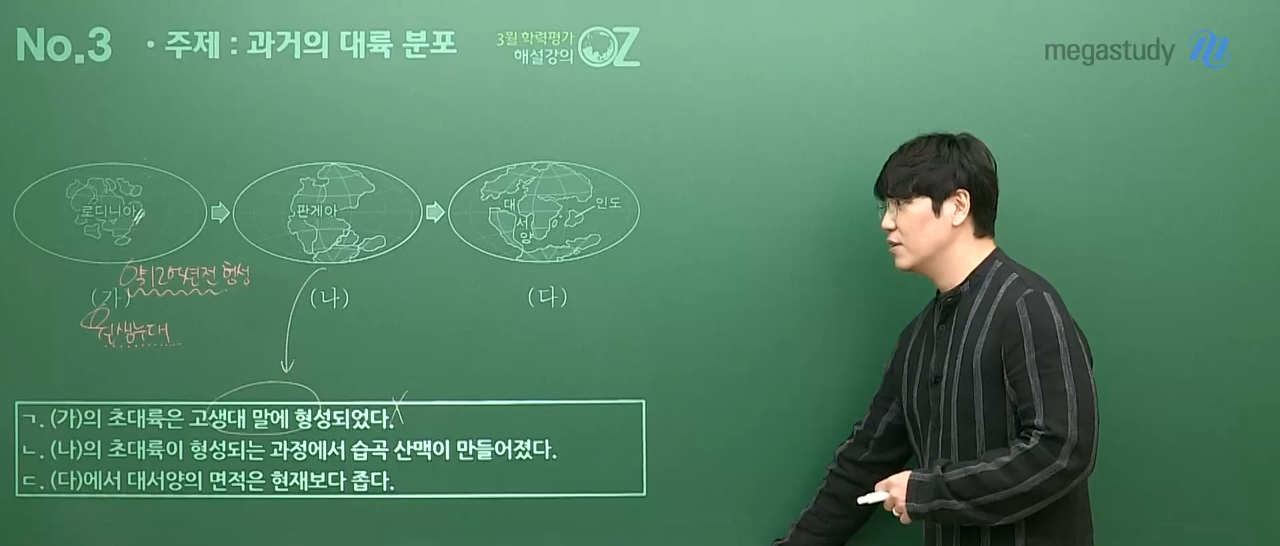 No.3
• 주제 : 과거의 대륙 분포
3월 학력평가
해설강의
OZ
megastudy
로디니아
판게아
대서양
인도
약 12억년전 형성
(가)
(나)
(다)
ㄱ. (가)의 초대륙은 고생대 말에 형성되었다. X
ㄴ. (나)의 초대륙이 형성되는 과정에서 습곡 산맥이 만들어졌다.
ㄷ. (다)에서 대서양의 면적은 현재보다 좁다.